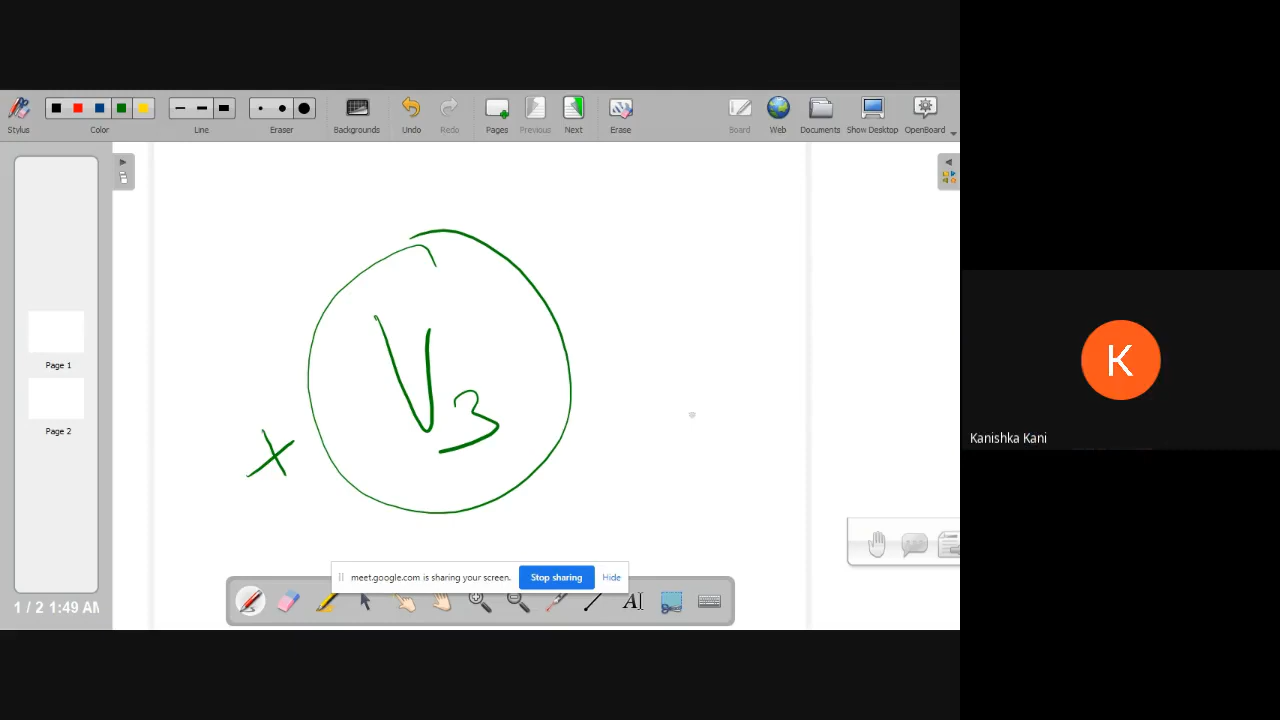 Stylus Color Line Eraser Backgrounds Undo Redo Pages Previous Next Erase Board Web Documents Show Desktop OpenBoard
V3
K
Page 1
Page 2
x
Kanishka Kani
meet.google.com is sharing your screen. Stop sharing Hide
1 / 2 1:49 AM